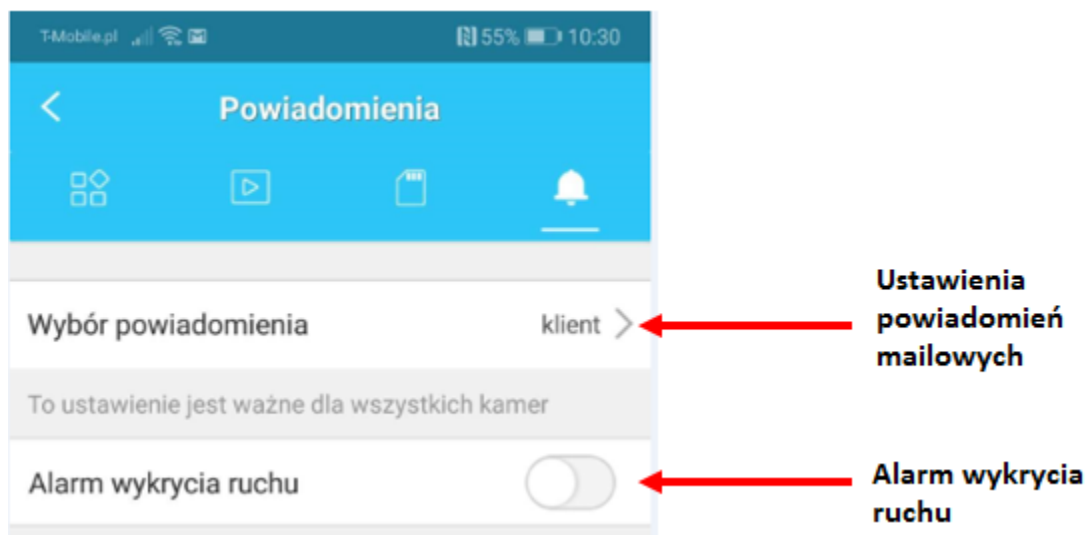 T-Mobile.pl 55% 10:30
Powiadomienia
Wybór powiadomienia klient
To ustawienie jest ważne dla wszystkich kamer
Alarm wykrycia ruchu
Ustawienia
powiadomień
mailowych
Alarm wykrycia
ruchu